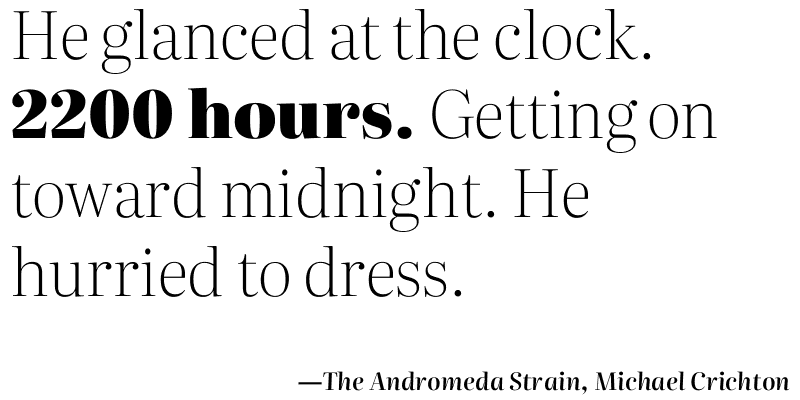 He glanced at the clock.
2200 hours. Getting on
toward midnight. He
hurried to dress.
—The Andromeda Strain, Michael Crichton